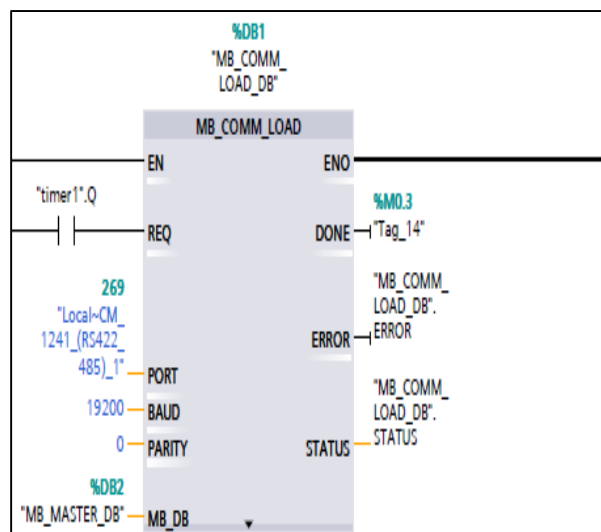 %DB1
"MB_COMM_
LOAD_DB"
MB_COMM_LOAD
EN
ENO
"timer1".Q
REQ
%M0.3
DONE
"Tag_14"
269
"Local~CM_
1241_(RS422_
485)_1"
PORT
"MB_COMM_
LOAD_DB".
ERROR
ERROR
19200
BAUD
0
PARITY
"MB_COMM_
LOAD_DB".
STATUS
STATUS
%DB2
"MB_MASTER_DB"
MB_DB